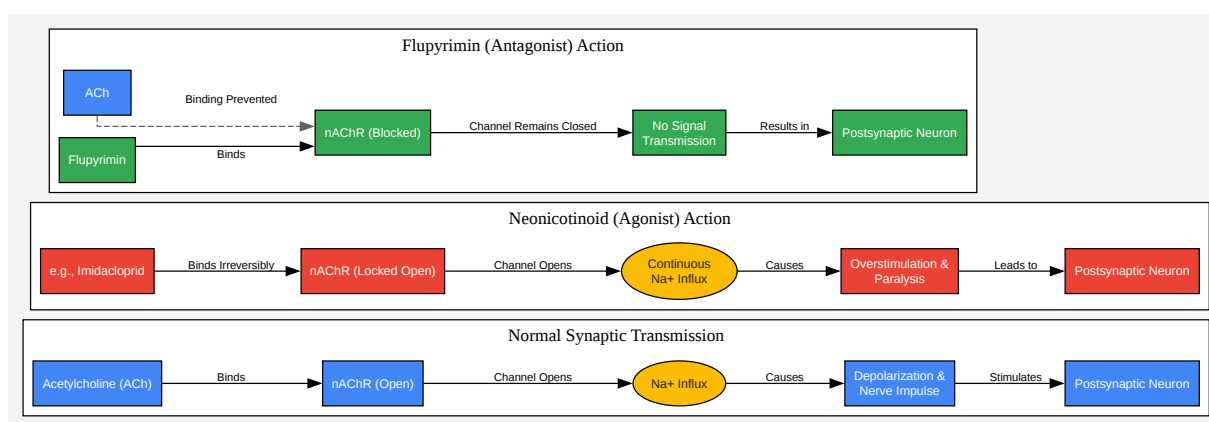 Flupyrimin (Antagonist) Action
ACh
Binding Prevented
Flupyrimin
Binds
nAChR (Blocked)
Channel Remains Closed
No Signal
Transmission
Results in
Postsynaptic Neuron
Neonicotinoid (Agonist) Action
e.g., Imidacloprid
Binds Irreversibly
nAChR (Locked Open)
Channel Opens
Continuous
Na+ Influx
Causes
Overstimulation &
Paralysis
Leads to
Postsynaptic Neuron
Normal Synaptic Transmission
Acetylcholine (ACh)
Binds
nAChR (Open)
Channel Opens
Na+ Influx
Causes
Depolarization &
Nerve Impulse
Stimulates
Postsynaptic Neuron